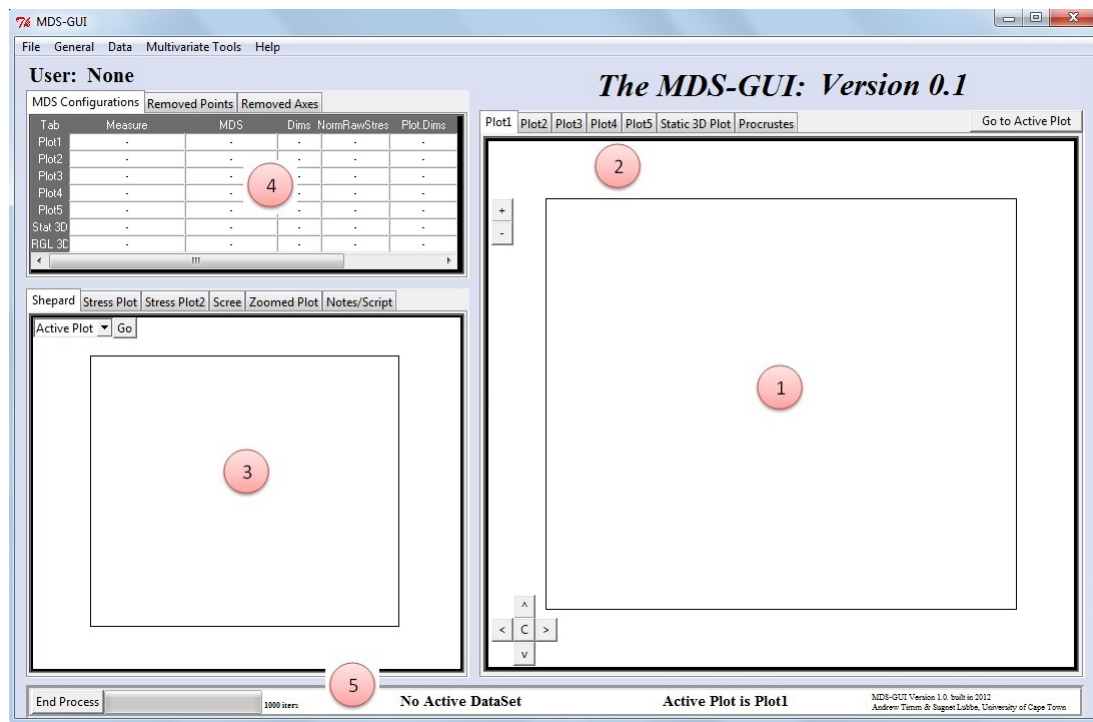 MDS-GUI
File General Data Multivariate Tools Help
User: None
The MDS-GUI: Version 0.1
MDS Configurations Removed Points Removed Axes
Tab Measure MDS Dims NormRawStres Plot.Dims
Plot1 - - - - -
Plot2 - - - - -
Plot3 - - - - -
Plot4 - - - - -
Plot5 - - - - -
Stat 3D - - - - -
RGL 3D - - - - -
4
Plot1 Plot2 Plot3 Plot4 Plot5 Static 3D Plot Procrustes Go to Active Plot
2
+
-
1
^
< C >
v
Shepard Stress Plot Stress Plot2 Scree Zoomed Plot Notes/Script
Active Plot Go
3
5
End Process 1000 iters No Active DataSet Active Plot is Plot1
MDS-GUI Version 1.0. built in 2012
Andrew Timm & Sugnet Lubbe, University of Cape Town